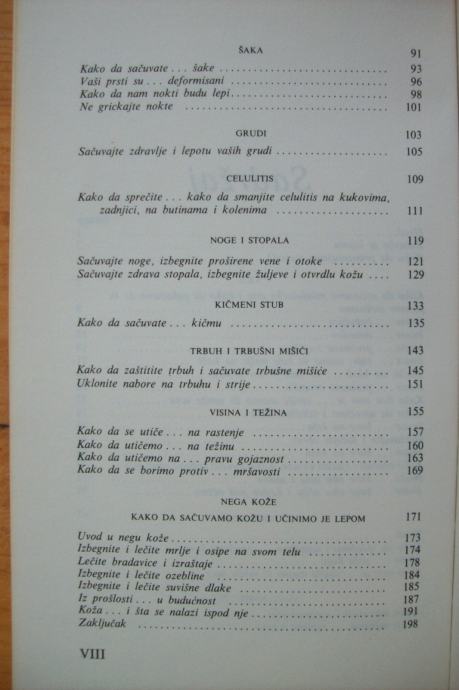 ŠAKA 91
Kako da sačuvate . . . šake 93
Vaši prsti su . . . deformisani 96
Kako da nam nokti budu lepi 98
Ne grickajte nokte 101
GRUDI 103
Sačuvajte zdravlje i lepotu vaših grudi 105
CELULITIS 109
Kako da sprečite . . . kako da smanjite celulitis na kukovima,
zadnjici, na butinama i kolenima 111
NOGE I STOPALA 119
Sačuvajte noge, izbegnite proširene vene i otoke 121
Sačuvajte zdrava stopala, izbegnite žuljeve i otvrdlu kožu 129
KIČMENI STUB 133
Kako da sačuvate . . . kičmu 135
TRBUH I TRBUŠNI MIŠIĆI 143
Kako da zaštitite trbuh i sačuvate trbušne mišiće 145
Uklonite nabore na trbuhu i strije 151
VISINA I TEŽINA 155
Kako da se utiče . . . na rastenje 157
Kako da utičemo . . . na težinu 160
Kako da utičemo na . . . pravu gojaznost 163
Kako da se borimo protiv . . . mršavosti 169
NEGA KOŽE
KAKO DA SAČUVAMO KOŽU I UČINIMO JE LEPOM 171
Uvod u negu kože 173
Izbegnite i lečite mrlje i osipe na svom telu 174
Lečite bradavice i izraštaje 178
Izbegnite i lečite ozebline 184
Izbegnite i lečite suvišne dlake 185
Iz prošlosti . . . u budućnost 187
Koža . . . i šta se nalazi ispod nje 191
Zaključak 198
VIII